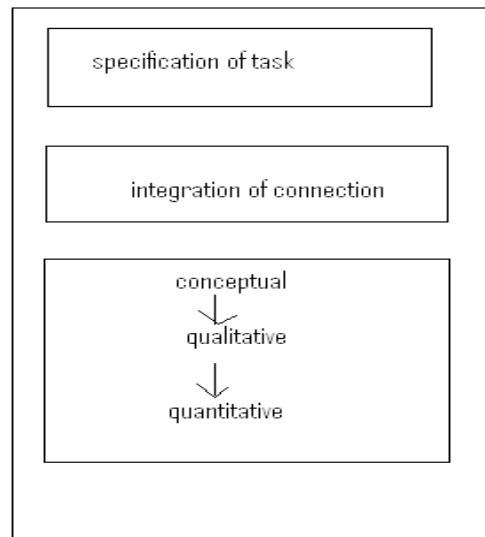 specification of task
integration of connection
conceptual
qualitative
quantitative